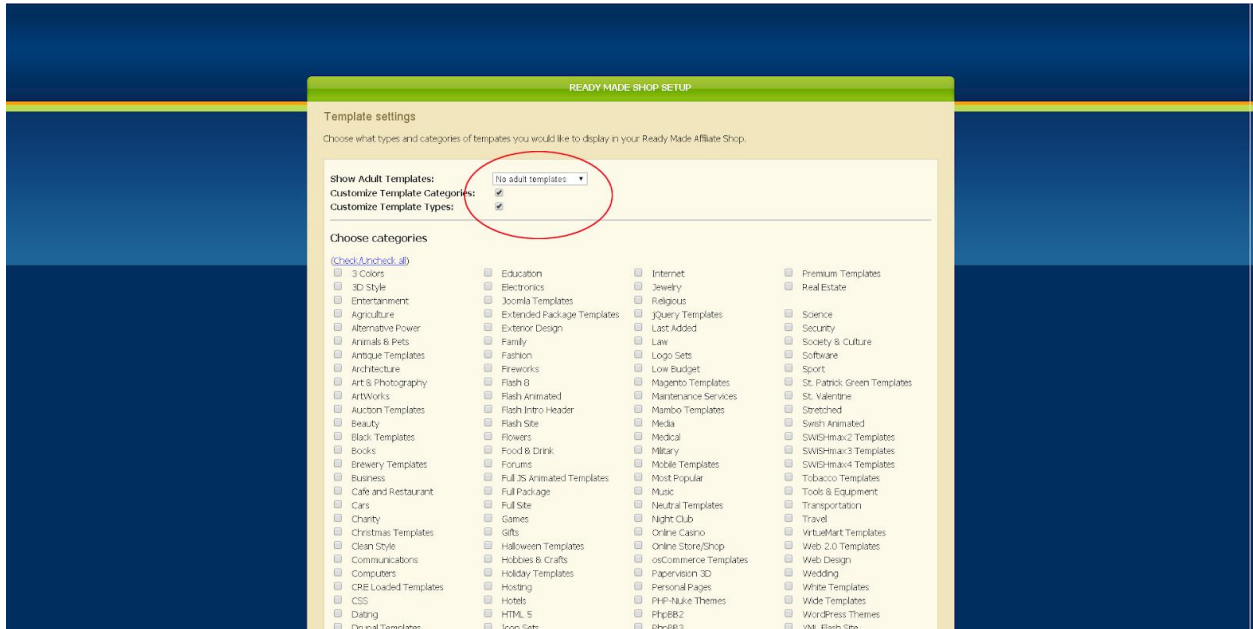 READY MADE SHOP SETUP
Template settings
Choose what types and categories of tempates you would like to display in your Ready Made Affiliate Shop.
Show Adult Templates: No adult templates
Customize Template Categories:
Customize Template Types:
Choose categories
(Check/Uncheck all)
3 Colors Education Internet Premium Templates
3D Style Electronics Jewelry Real Estate
Entertainment Joomla Templates Religious
Agriculture Extended Package Templates jQuery Templates Science
Alternative Power Exterior Design Last Added Security
Animals & Pets Family Law Society & Culture
Antique Templates Fashion Logo Sets Software
Architecture Fireworks Low Budget Sport
Art & Photography Flash 8 Magento Templates St. Patrick Green Templates
ArtWorks Flash Animated Maintenance Services St. Valentine
Auction Templates Flash Intro Header Mambo Templates Stretched
Beauty Flash Site Media Swish Animated
Black Templates Flowers Medical SWiSHmax2 Templates
Books Food & Drink Military SWiSHmax3 Templates
Brewery Templates Forums Mobile Templates SWiSHmax4 Templates
Business Full JS Animated Templates Most Popular Tobacco Templates
Cafe and Restaurant Full Package Music Tools & Equipment
Cars Full Site Neutral Templates Transportation
Charity Games Night Club Travel
Christmas Templates Gifts Online Casino VirtueMart Templates
Clean Style Halloween Templates Online Store/Shop Web 2.0 Templates
Communications Hobbies & Crafts osCommerce Templates Web Design
Computers Holiday Templates Papervision 3D Wedding
CRE Loaded Templates Hosting Personal Pages White Templates
CSS Hotels PHP-Nuke Themes Wide Templates
Dating HTML 5 PhpBB2 WordPress Themes
Drupal Templates Icon Sets PhpBB3 XML Flash Site